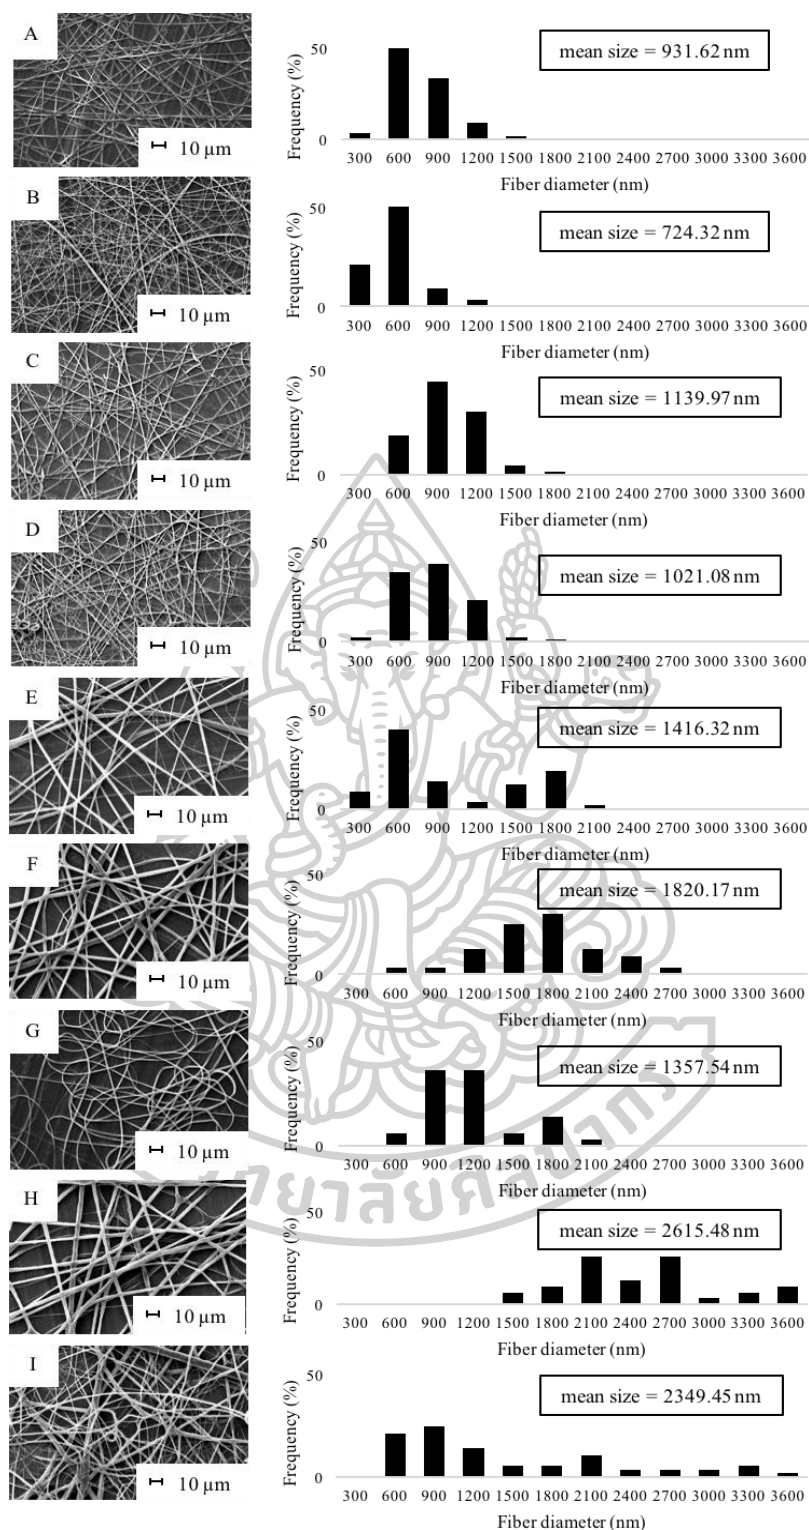 A
50
mean size = 931.62 nm
Frequency (%)
10 µm
0
300 600 900 1200 1500 1800 2100 2400 2700 3000 3300 3600
Fiber diameter (nm)
B
50
mean size = 724.32 nm
Frequency (%)
10 µm
0
300 600 900 1200 1500 1800 2100 2400 2700 3000 3300 3600
Fiber diameter (nm)
C
50
mean size = 1139.97 nm
Frequency (%)
10 µm
0
300 600 900 1200 1500 1800 2100 2400 2700 3000 3300 3600
Fiber diameter (nm)
D
50
mean size = 1021.08 nm
Frequency (%)
10 µm
0
300 600 900 1200 1500 1800 2100 2400 2700 3000 3300 3600
Fiber diameter (nm)
E
50
mean size = 1416.32 nm
Frequency (%)
10 µm
0
300 600 900 1200 1500 1800 2100 2400 2700 3000 3300 3600
Fiber diameter (nm)
F
50
mean size = 1820.17 nm
Frequency (%)
10 µm
0
300 600 900 1200 1500 1800 2100 2400 2700 3000 3300 3600
Fiber diameter (nm)
G
50
mean size = 1357.54 nm
Frequency (%)
10 µm
0
300 600 900 1200 1500 1800 2100 2400 2700 3000 3300 3600
Fiber diameter (nm)
ทยาลัยศิลปากร
H
50
mean size = 2615.48 nm
Frequency (%)
10 µm
0
300 600 900 1200 1500 1800 2100 2400 2700 3000 3300 3600
Fiber diameter (nm)
I
50
mean size = 2349.45 nm
Frequency (%)
10 µm
0
300 600 900 1200 1500 1800 2100 2400 2700 3000 3300 3600
Fiber diameter (nm)